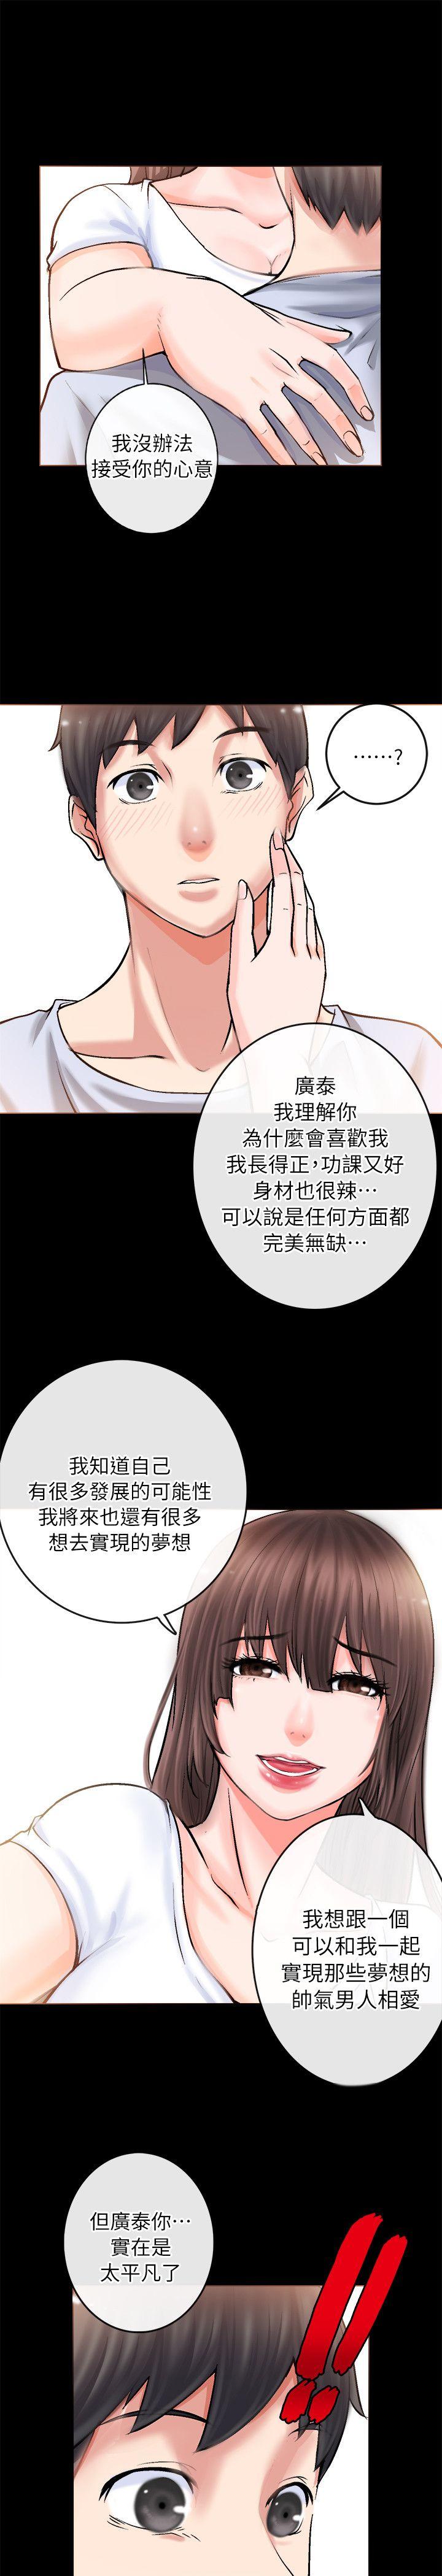 我沒辦法
接受你的心意
……?
廣泰
我理解你
為什麼會喜歡我
我長得正，功課又好
身材也很辣…
可以說是任何方面都
完美無缺…
我知道自己
有很多發展的可能性
我將來也還有很多
想去實現的夢想
我想跟一個
可以和我一起
實現那些夢想的
帥氣男人相愛
但廣泰你…
實在是
太平凡了
!!